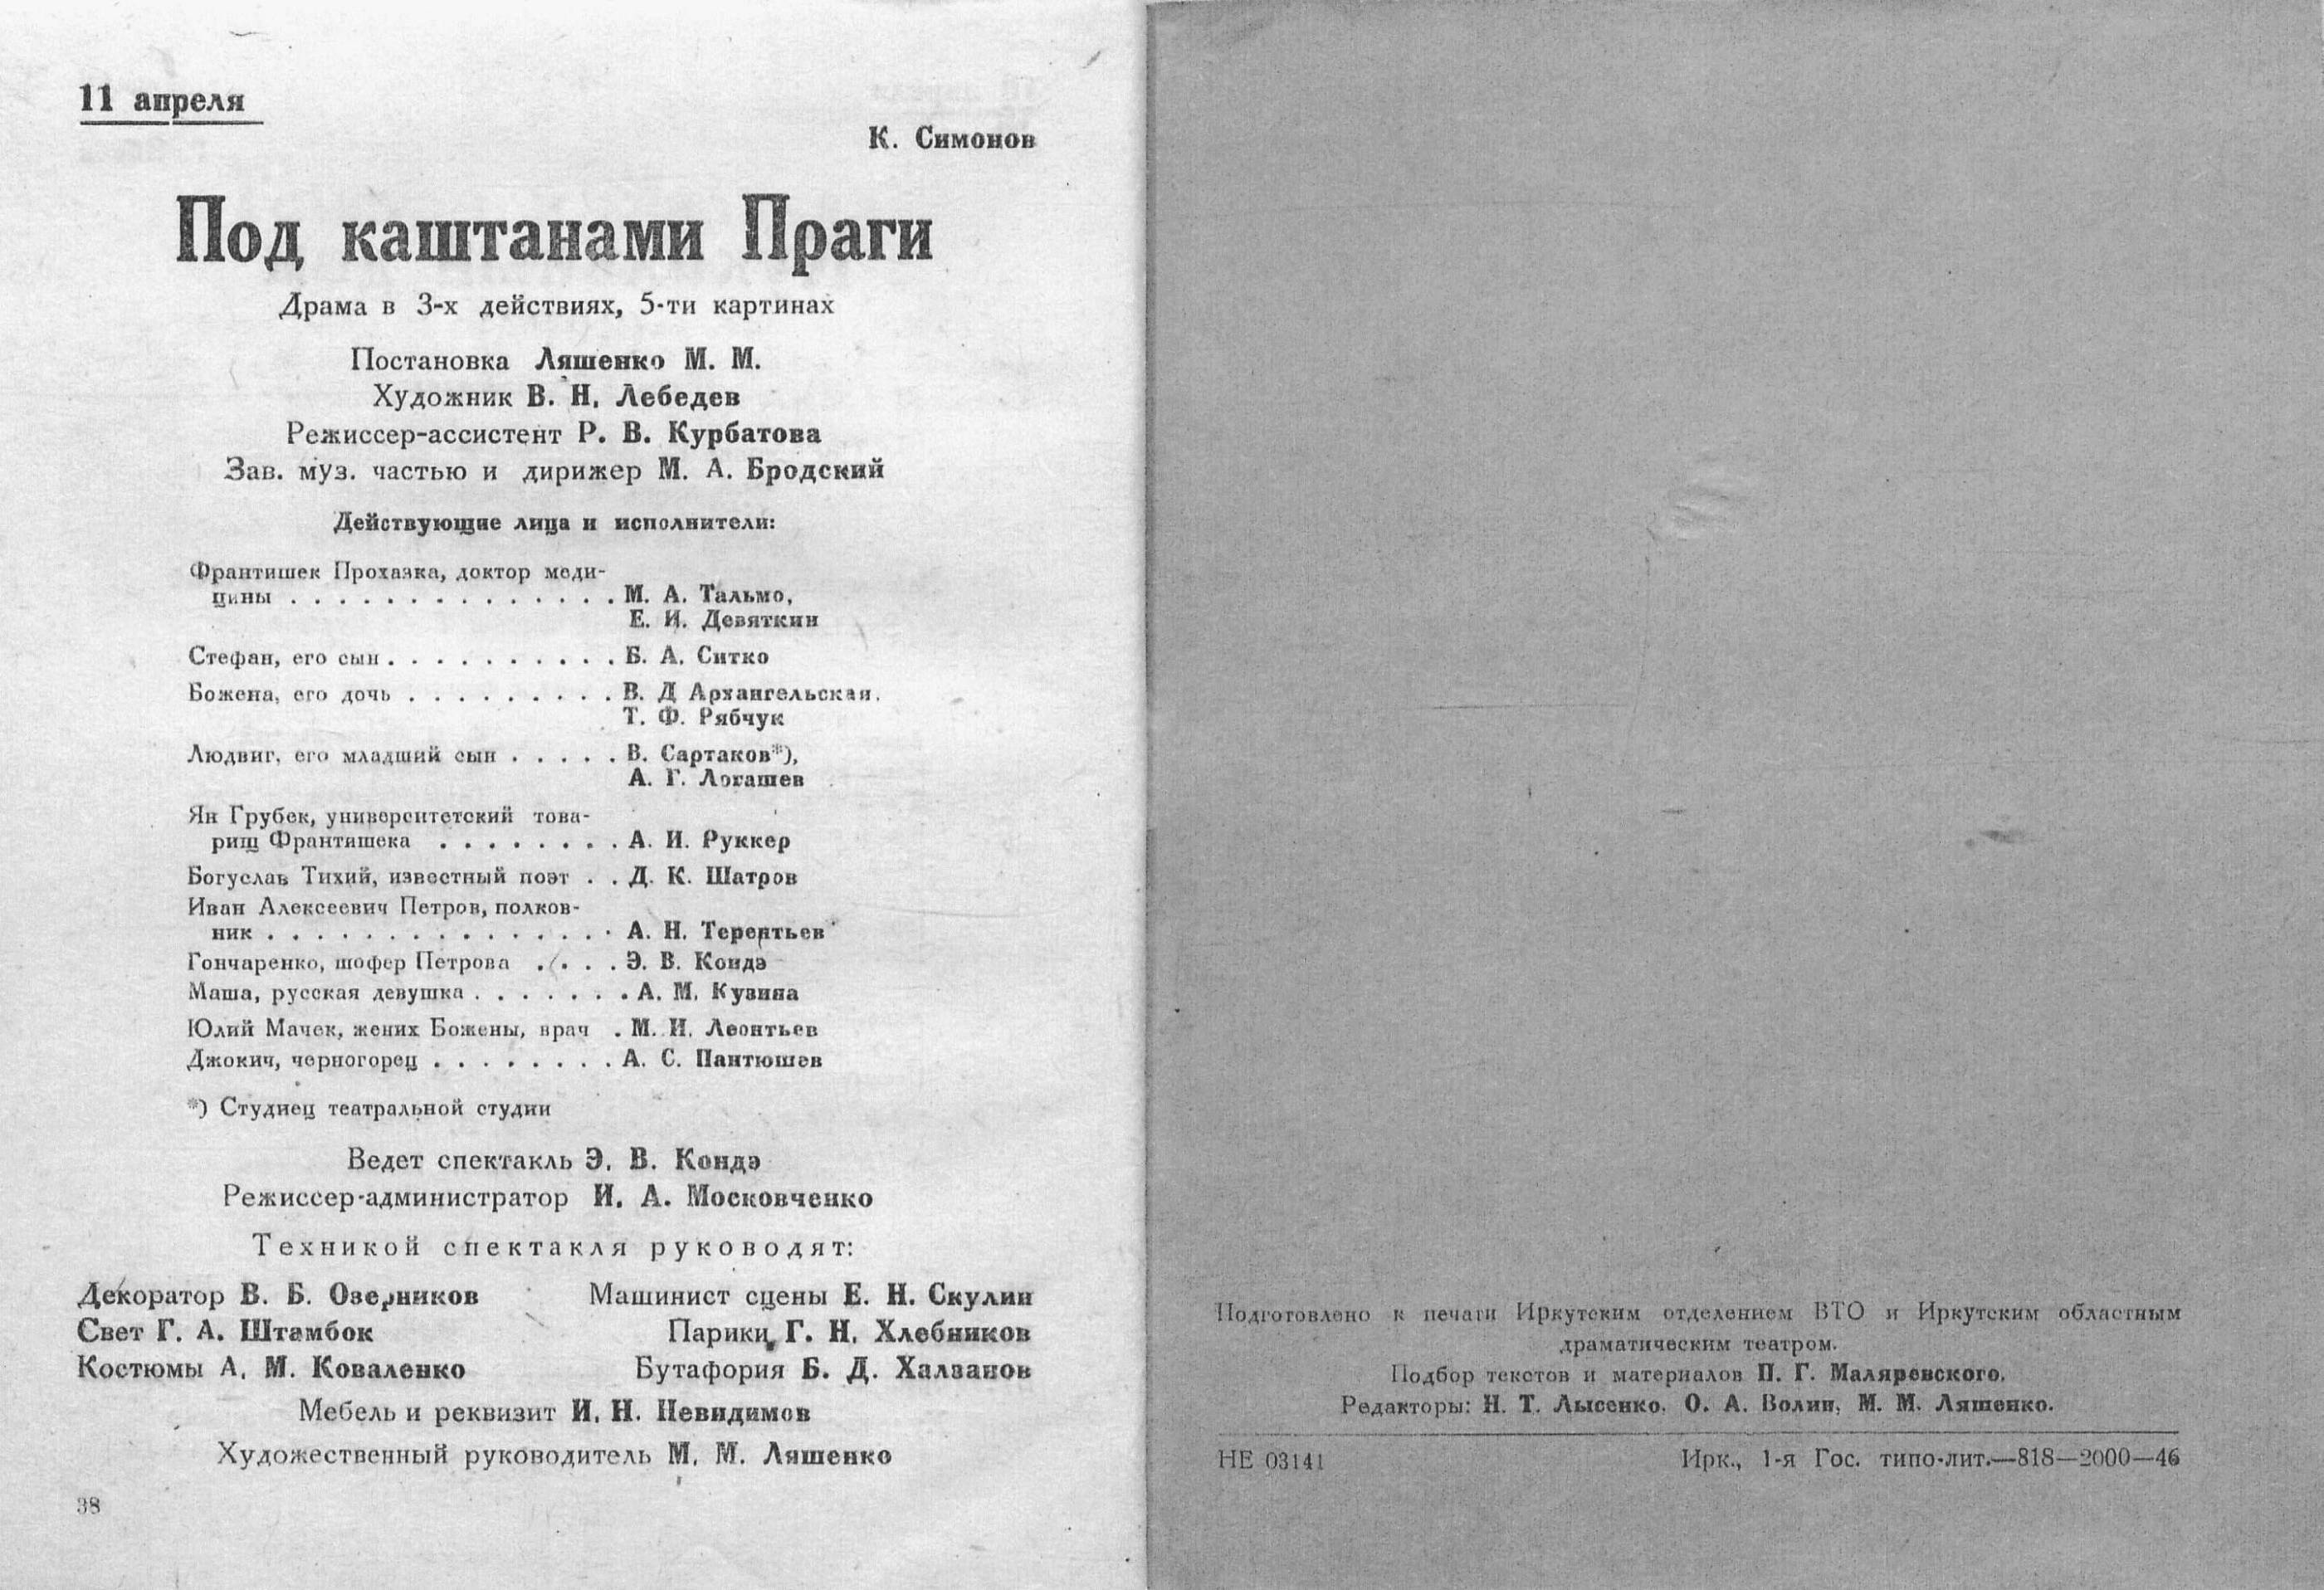 11 апреля
К. Симонов
Под каштанами Праги
Драма в 3-х действиях, 5-ти картинах
Постановка Ляшенко М. М.
Художник В. Н. Лебедев
Режиссер-ассистент Р. В. Курбатова
Зав. муз. частью и дирижер М. А. Бродский
Действующие лица и исполнители:
Франтишек Прохазка, доктор меди-
цины . . . . . . . . . . . . . . М. А. Тальмо,
Е. И. Девяткин
Стефан, его сын . . . . . . . . . . Б. А. Ситко
Божена, его дочь . . . . . . . . . В. Д Архангельская.
Т. Ф. Рябчук
Людвиг, его младший сын . . . . . В. Сартаков*),
А. Г. Логашев
Ян Грубек, университетский това-
рищ Франтишека . . . . . . . . А. И. Руккер
Богуслав Тихий, известный поэт . . Д. К. Шатров
Иван Алексеевич Петров, полков-
ник . . . . . . . . . . . . . . . А. Н. Терентьев
Гончаренко, шофер Петрова . . . . Э. В. Кондэ
Маша, русская девушка . . . . . . . А. М. Кузина
Юлий Мачек, жених Божены, врач . М. И. Леонтьев
Джокич, черногорец . . . . . . . . А. С. Пантюшев
*) Студиец театральной студии
Ведет спектакль Э. В. Кондэ
Режиссер-администратор И. А. Московченко
Техникой спектакля руководят:
Декоратор В. Б. Озерников Машинист сцены Е. Н. Скулин
Свет Г. А. Штамбок Парики Г. Н. Хлебников
Костюмы А. М. Коваленко Бутафория Б. Д. Халзанов
Мебель и реквизит И. Н. Невидимов
Художественный руководитель М. М. Ляшенко
38
Подготовлено к печати Иркутским отделением ВТО и Иркутским областным
драматическим театром.
Подбор текстов и материалов П. Г. Маляревского.
Редакторы: Н. Т. Лысенко, О. А. Волин, М. М. Ляшенко.
НЕ 03141 Ирк., 1-я Гос. типо-лит.—818—2000—46